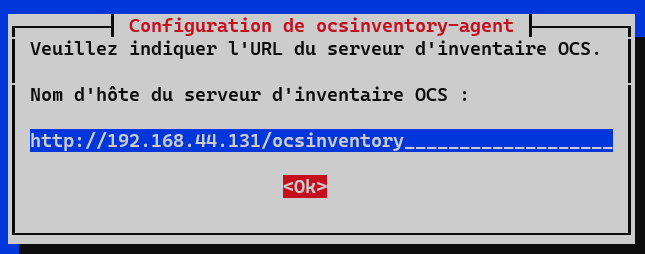 Configuration de ocsinventory-agent
Veuillez indiquer l'URL du serveur d'inventaire OCS.
Nom d'hôte du serveur d'inventaire OCS :
http://192.168.44.131/ocsinventory___________________
<Ok>